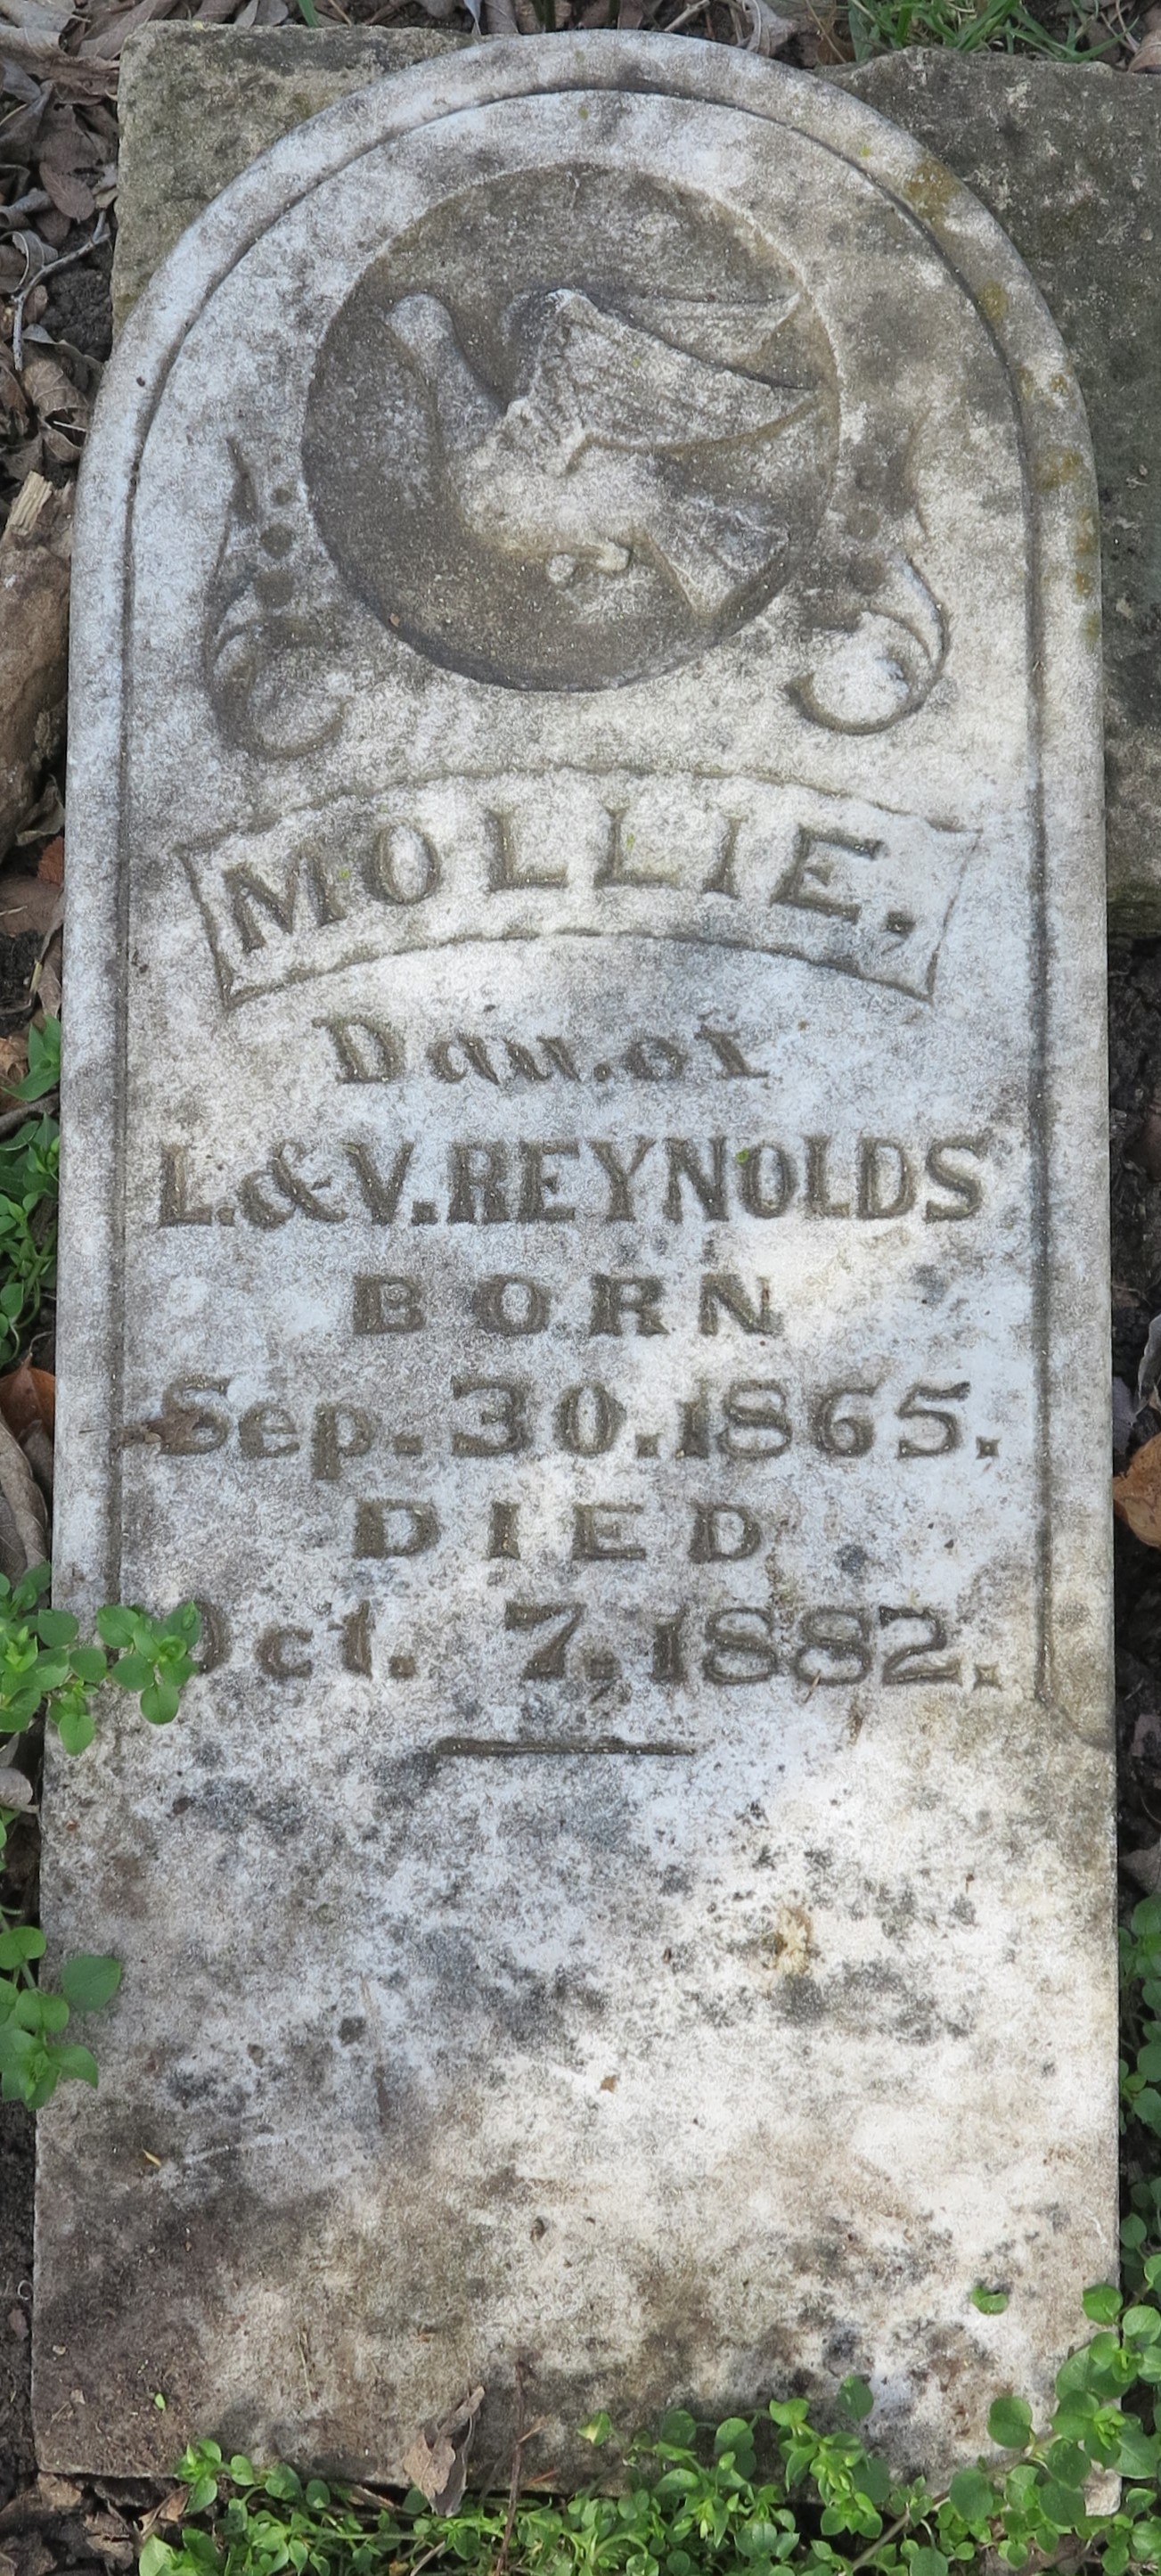 MOLLIE.
Dau. of
L. & V. REYNOLDS
BORN
Sep. 30. 1865.
DIED
Oct. 7. 1882.